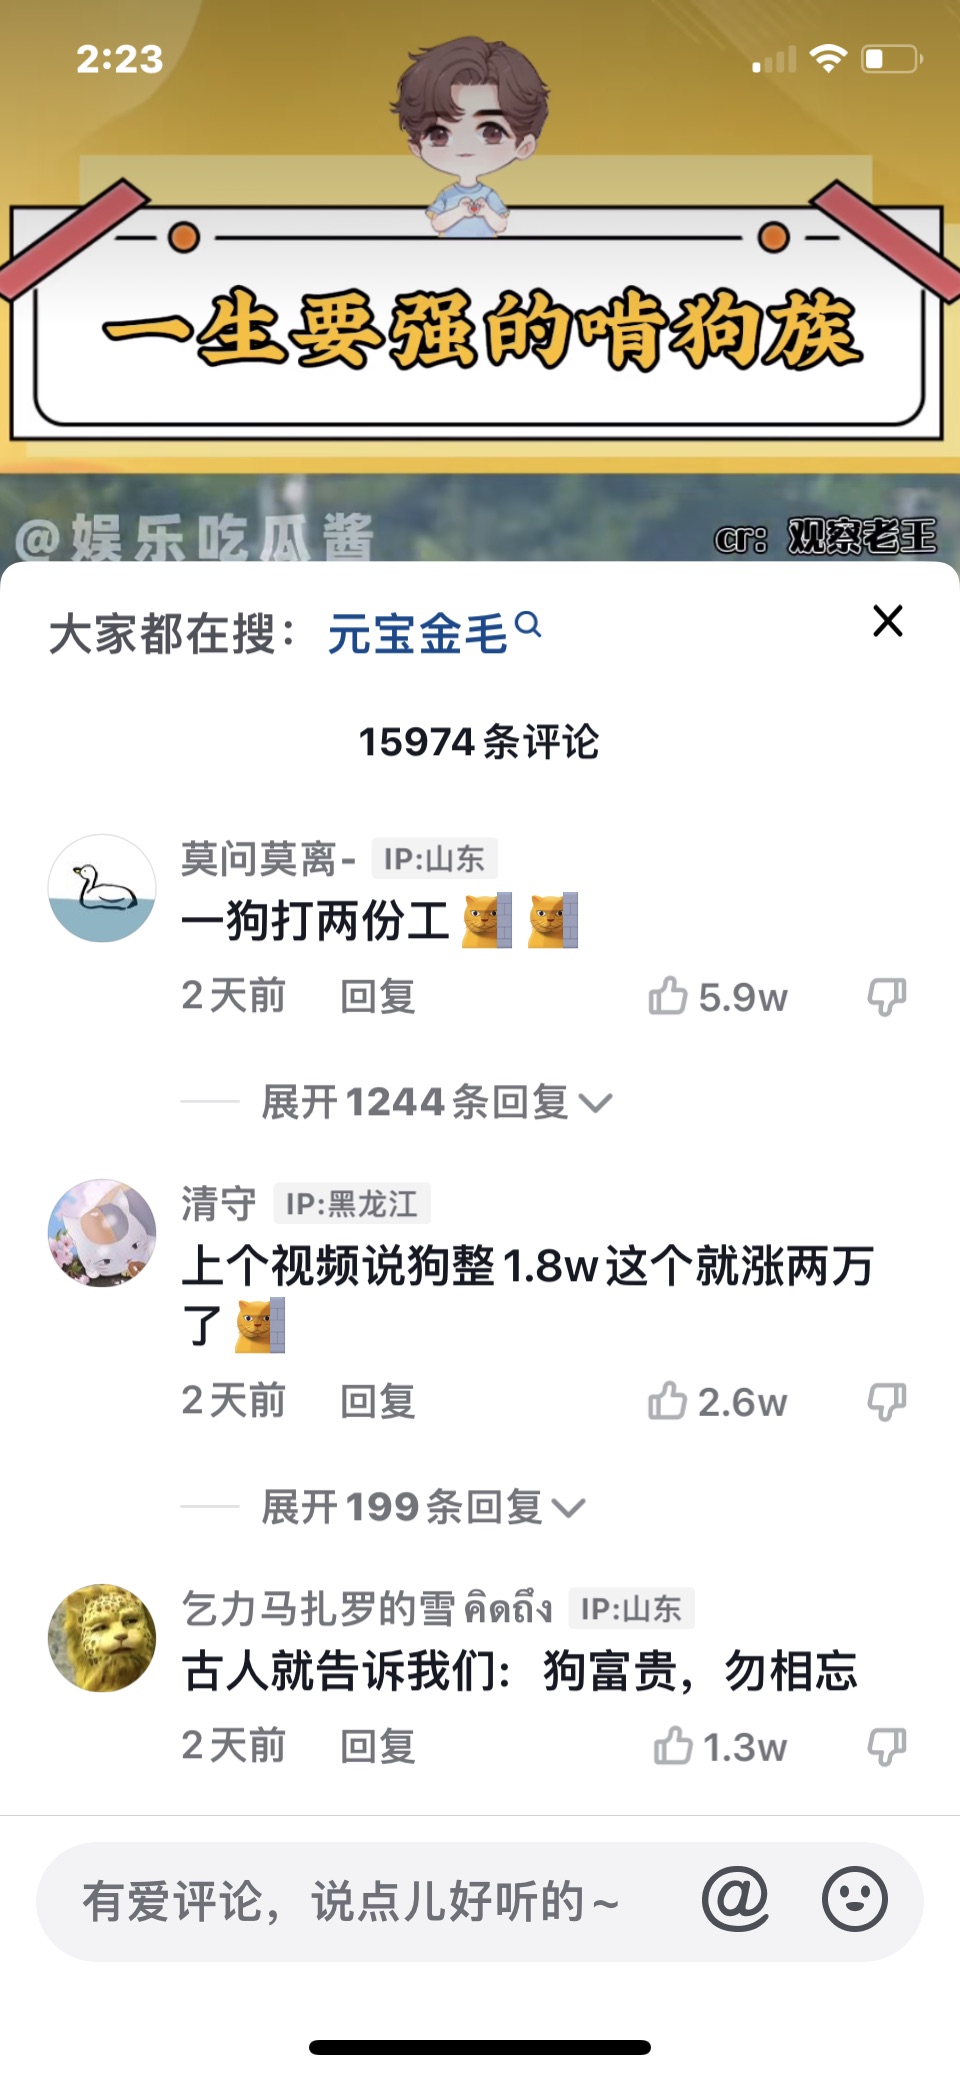 2:23
一生要强的啃狗族
@娱乐吃瓜酱
cr：观察老王
大家都在搜：元宝金毛
15974条评论
莫问莫离- IP:山东
一狗打两份工
2天前 回复 5.9w
展开1244条回复
清守 IP:黑龙江
上个视频说狗整1.8w这个就涨两万
了
2天前 回复 2.6w
展开199条回复
乞力马扎罗的雪คิดถึง IP:山东
古人就告诉我们：狗富贵，勿相忘
2天前 回复 1.3w
有爱评论，说点儿好听的~ @